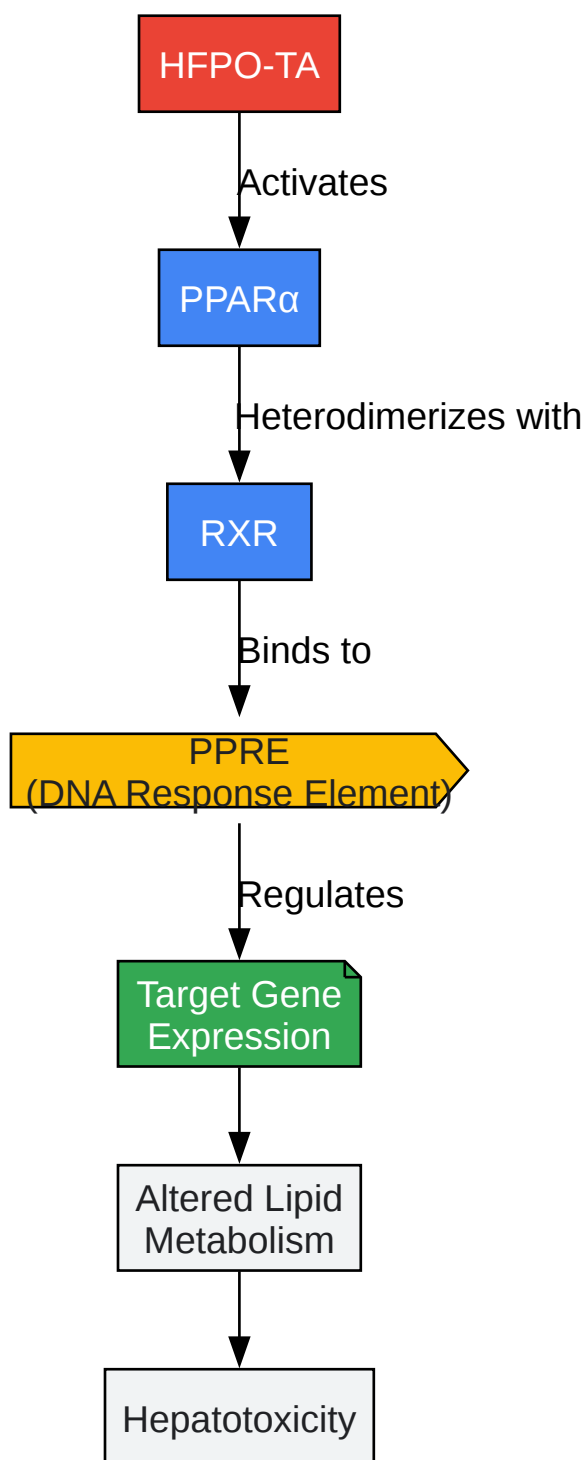 HFPO-TA
Activates
PPARα
Heterodimerizes with
RXR
Binds to
PPRE
(DNA Response Element)
Regulates
Target Gene
Expression
Altered Lipid
Metabolism
Hepatotoxicity